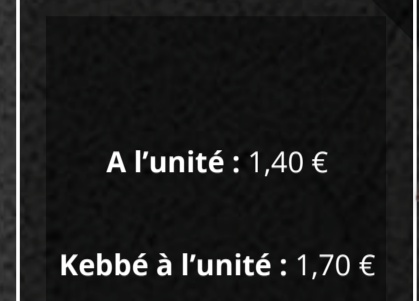 A l'unité : 1,40 €
Kebbé à l'unité : 1,70 €